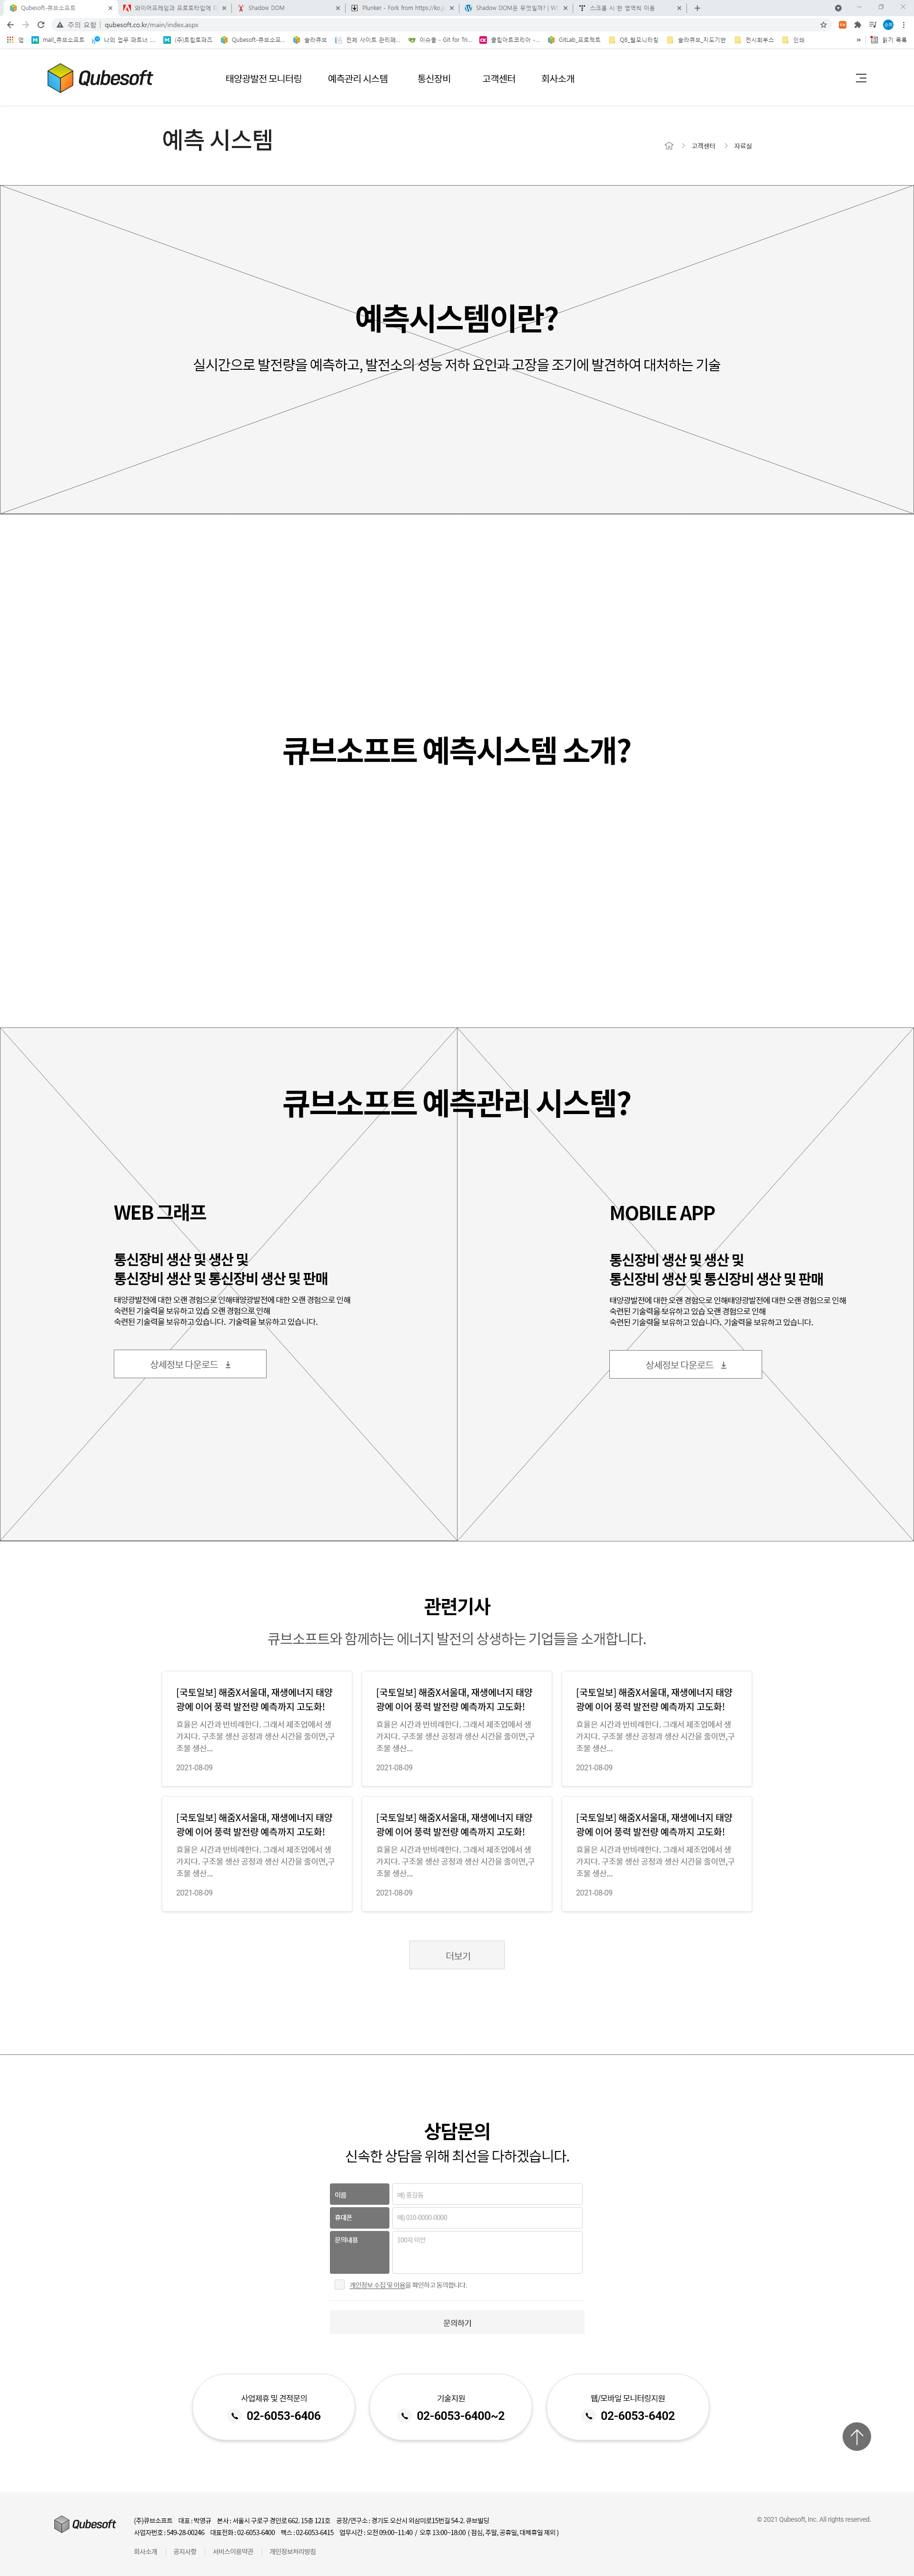 Qubesoft-큐브소프트
와이어프레임과 프로토타입에 대
Shadow DOM
Plunker - Fork from https://ko.j
Shadow DOM은 무엇일까? | WI
스크롤 시 한 영역씩 이동
주의 요함 | qubesoft.co.kr/main/index.aspx
앱
mail_큐브소프트
나의 업무 파트너 :...
(주)트립토파즈
Qubesoft-큐브소프...
솔라큐브
전체 사이트 관리페...
이슈들 - Git for Tri...
클립아트코리아 -...
GitLab_프로젝트
전시회부스
인쇄
»
읽기 목록
Qubesoft
태양광발전 모니터링
예측관리 시스템
통신장비
고객센터
회사소개
예측 시스템
고객센터
자료실
예측시스템이란?
실시간으로 발전량을 예측하고, 발전소의 성능 저하 요인과 고장을 조기에 발견하여 대처하는 기술
큐브소프트 예측시스템 소개?
큐브소프트 예측관리 시스템?
WEB 그래프
통신장비 생산 및 생산 및
통신장비 생산 및 통신장비 생산 및 판매
태양광발전에 대한 오랜 경험으로 인해태양광발전에 대한 오랜 경험으로 인해
숙련된 기술력을 보유하고 있습 오랜 경험으로 인해
숙련된 기술력을 보유하고 있습니다. 기술력을 보유하고 있습니다.
상세정보 다운로드
MOBILE APP
통신장비 생산 및 생산 및
통신장비 생산 및 통신장비 생산 및 판매
태양광발전에 대한 오랜 경험으로 인해태양광발전에 대한 오랜 경험으로 인해
숙련된 기술력을 보유하고 있습 오랜 경험으로 인해
숙련된 기술력을 보유하고 있습니다. 기술력을 보유하고 있습니다.
상세정보 다운로드
관련기사
큐브소프트와 함께하는 에너지 발전의 상생하는 기업들을 소개합니다.
[국토일보] 해줌X서울대, 재생에너지 태양
광에 이어 풍력 발전량 예측까지 고도화!
효율은 시간과 반비례한다. 그래서 제조업에서 생
가지다. 구조물 생산 공정과 생산 시간을 줄이면,구
조물 생산...
2021-08-09
[국토일보] 해줌X서울대, 재생에너지 태양
광에 이어 풍력 발전량 예측까지 고도화!
효율은 시간과 반비례한다. 그래서 제조업에서 생
가지다. 구조물 생산 공정과 생산 시간을 줄이면,구
조물 생산...
2021-08-09
[국토일보] 해줌X서울대, 재생에너지 태양
광에 이어 풍력 발전량 예측까지 고도화!
효율은 시간과 반비례한다. 그래서 제조업에서 생
가지다. 구조물 생산 공정과 생산 시간을 줄이면,구
조물 생산...
2021-08-09
[국토일보] 해줌X서울대, 재생에너지 태양
광에 이어 풍력 발전량 예측까지 고도화!
효율은 시간과 반비례한다. 그래서 제조업에서 생
가지다. 구조물 생산 공정과 생산 시간을 줄이면,구
조물 생산...
2021-08-09
[국토일보] 해줌X서울대, 재생에너지 태양
광에 이어 풍력 발전량 예측까지 고도화!
효율은 시간과 반비례한다. 그래서 제조업에서 생
가지다. 구조물 생산 공정과 생산 시간을 줄이면,구
조물 생산...
2021-08-09
[국토일보] 해줌X서울대, 재생에너지 태양
광에 이어 풍력 발전량 예측까지 고도화!
효율은 시간과 반비례한다. 그래서 제조업에서 생
가지다. 구조물 생산 공정과 생산 시간을 줄이면,구
조물 생산...
2021-08-09
더보기
상담문의
신속한 상담을 위해 최선을 다하겠습니다.
이름
예) 홍길동
휴대폰
예) 010-0000-0000
문의내용
100자 미만
개인정보 수집 및 이용을 확인하고 동의합니다.
문의하기
사업제휴 및 견적문의
02-6053-6406
기술지원
02-6053-6400~2
웹/모바일 모니터링지원
02-6053-6402
Qubesoft
(주)큐브소프트 대표 : 박영규 본사 : 서울시 구로구 경인로 662. 15층 121호 공장/연구소 : 경기도 오산시 외삼미로15번길 54-2. 큐브빌딩
사업자번호 : 549-28-00246 대표전화 : 02-6053-6400 팩스 : 02-6053-6415 업무시간 : 오전 09:00~11:40 / 오후 13:00~18:00 ( 점심, 주말, 공휴일, 대체휴일 제외 )
회사소개
공지사항
서비스이용약관
개인정보처리방침
© 2021 Qubesoft, Inc. All rights reserved.